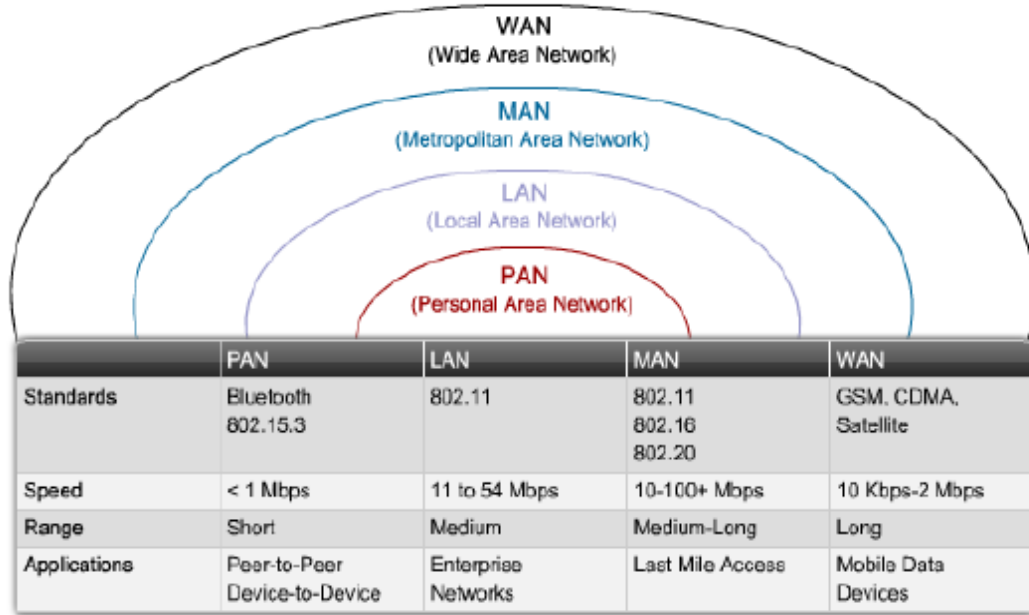 WAN
(Wide Area Network)
MAN
(Metropolitan Area Network)
LAN
(Local Area Network)
PAN
(Personal Area Network)
PAN LAN MAN WAN
Standards Bluetooth 802.11 802.11 GSM, CDMA,
802.15.3 802.16 Satellite
802.20
Speed < 1 Mbps 11 to 54 Mbps 10-100+ Mbps 10 Kbps-2 Mbps
Range Short Medium Medium-Long Long
Applications Peer-to-Peer Enterprise Last Mile Access Mobile Data
Device-to-Device Networks Devices